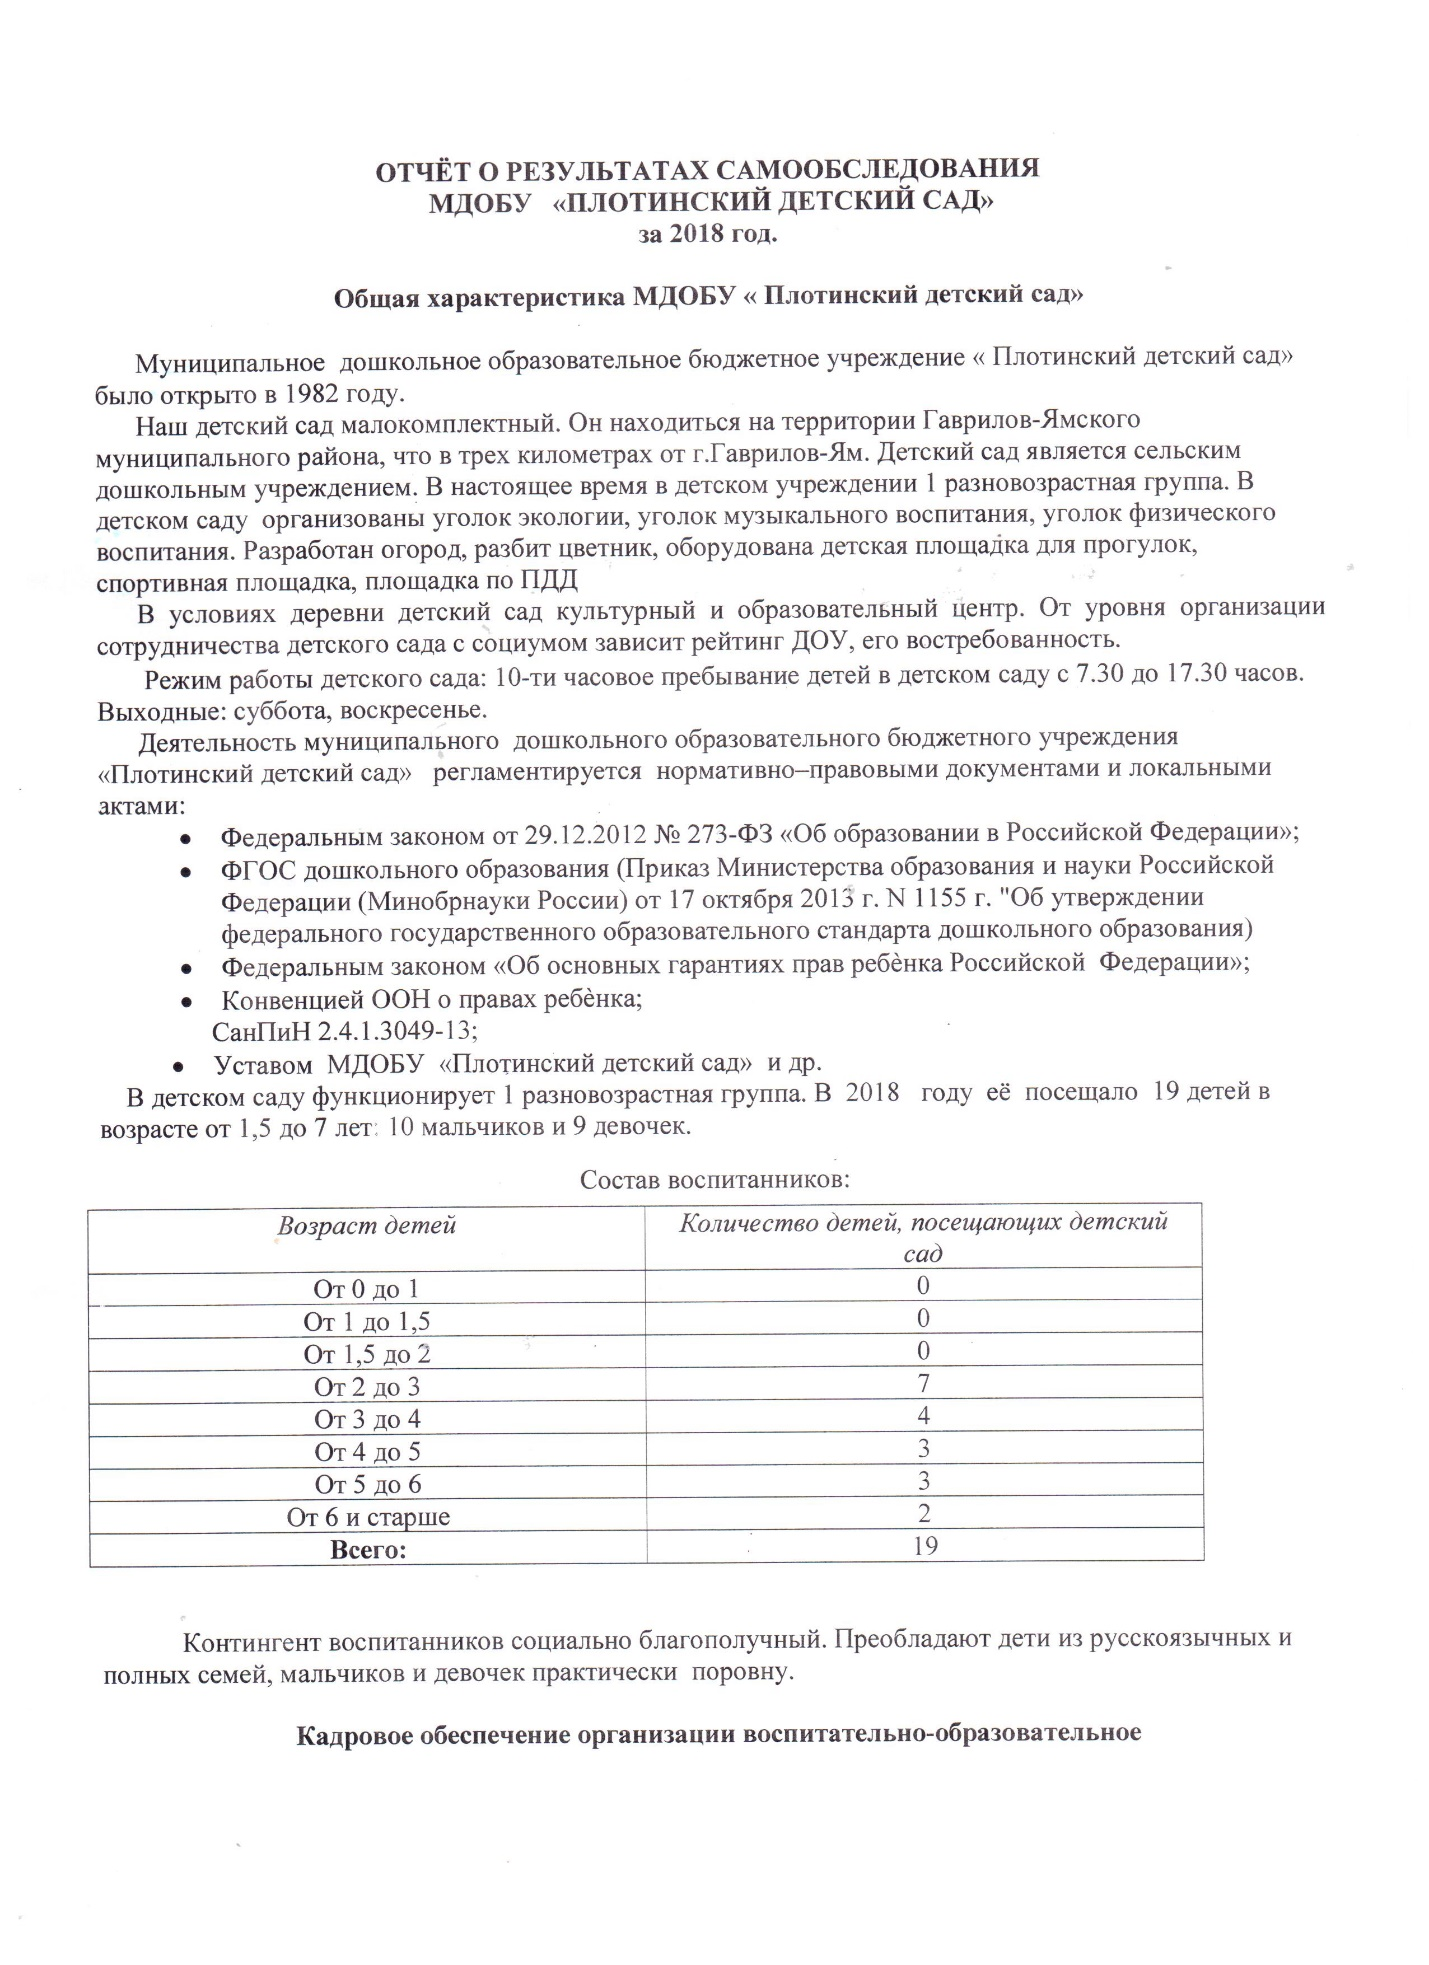 ОТЧЁТ О РЕЗУЛЬТАТАХ САМООБСЛЕДОВАНИЯ
МДОБУ «ПЛОТИНСКИЙ ДЕТСКИЙ САД»
за 2018 год.
Общая характеристика МДОБУ « Плотинский детский сад»
Муниципальное дошкольное образовательное бюджетное учреждение « Плотинский детский сад»
было открыто в 1982 году.
Наш детский сад малокомплектный. Он находиться на территории Гаврилов-Ямского
муниципального района, что в трех километрах от г.Гаврилов-Ям. Детский сад является сельским
дошкольным учреждением. В настоящее время в детском учреждении 1 разновозрастная группа. В
детском саду организованы уголок экологии, уголок музыкального воспитания, уголок физического
воспитания. Разработан огород, разбит цветник, оборудована детская площадка для прогулок,
спортивная площадка, площадка по ПДД
В условиях деревни детский сад культурный и образовательный центр. От уровня организации
сотрудничества детского сада с социумом зависит рейтинг ДОУ, его востребованность.
Режим работы детского сада: 10-ти часовое пребывание детей в детском саду с 7.30 до 17.30 часов.
Выходные: суббота, воскресенье.
Деятельность муниципального дошкольного образовательного бюджетного учреждения
«Плотинский детский сад» регламентируется нормативно–правовыми документами и локальными
актами:
• Федеральным законом от 29.12.2012 № 273-ФЗ «Об образовании в Российской Федерации»;
• ФГОС дошкольного образования (Приказ Министерства образования и науки Российской
Федерации (Минобрнауки России) от 17 октября 2013 г. N 1155 г. "Об утверждении
федерального государственного образовательного стандарта дошкольного образования)
• Федеральным законом «Об основных гарантиях прав ребѐнка Российской Федерации»;
• Конвенцией ООН о правах ребѐнка;
СанПиН 2.4.1.3049-13;
• Уставом МДОБУ «Плотинский детский сад» и др.
В детском саду функционирует 1 разновозрастная группа. В 2018 году её посещало 19 детей в
возрасте от 1,5 до 7 лет: 10 мальчиков и 9 девочек.
Состав воспитанников:
Возраст детей Количество детей, посещающих детский
сад
От 0 до 1 0
От 1 до 1,5 0
От 1,5 до 2 0
От 2 до 3 7
От 3 до 4 4
От 4 до 5 3
От 5 до 6 3
От 6 и старше 2
Всего: 19
Контингент воспитанников социально благополучный. Преобладают дети из русскоязычных и
полных семей, мальчиков и девочек практически поровну.
Кадровое обеспечение организации воспитательно-образовательное